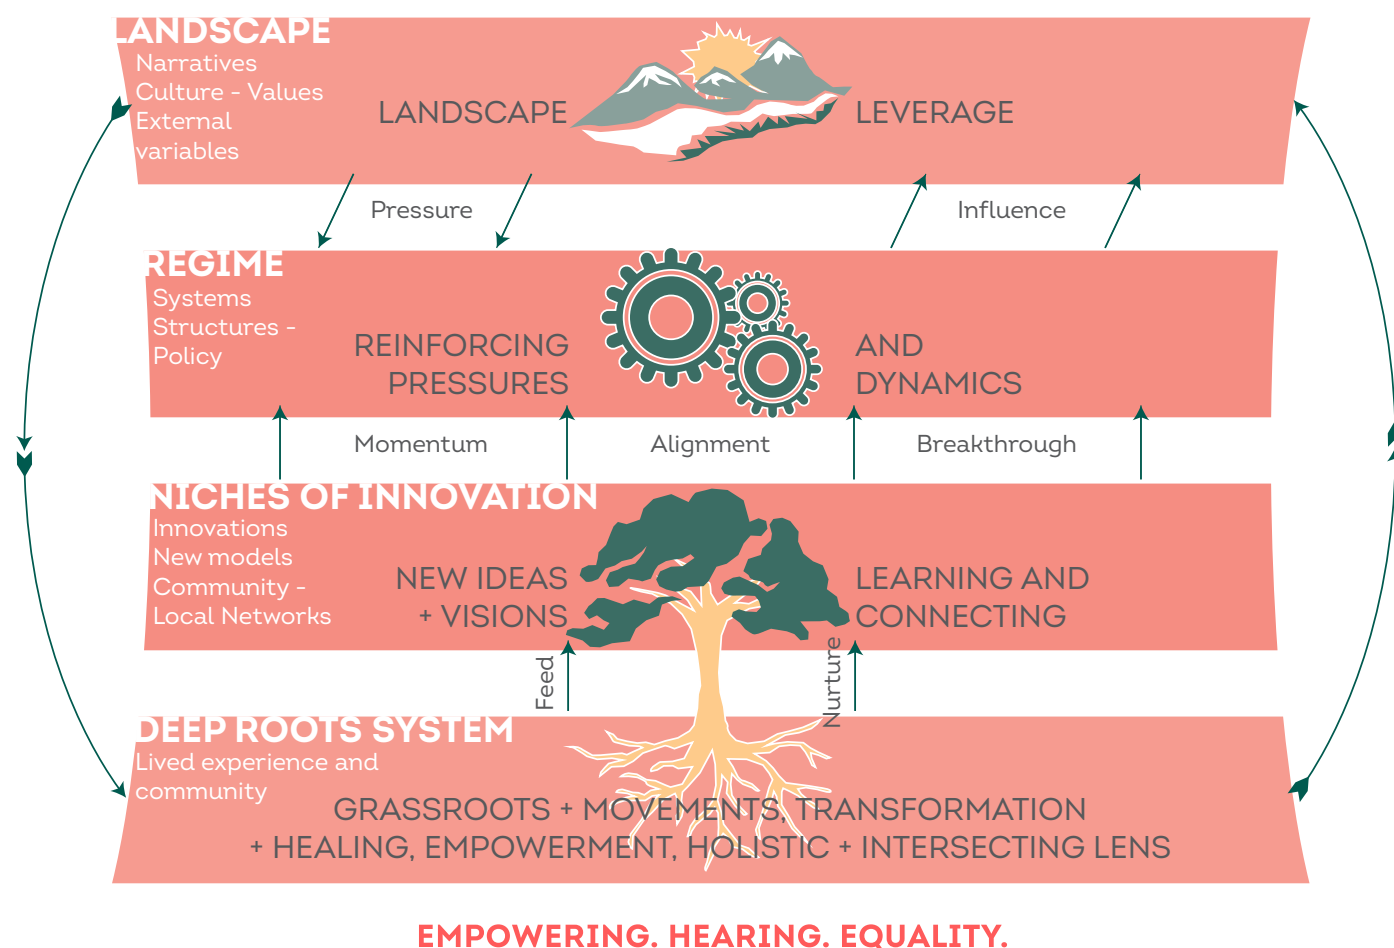 LANDSCAPE
Narratives
Culture - Values
External
variables
LANDSCAPE
LEVERAGE
Pressure
Influence
REGIME
Systems
Structures -
Policy
REINFORCING
PRESSURES
AND
DYNAMICS
Momentum
Alignment
Breakthrough
NICHES OF INNOVATION
Innovations
New models
Community -
Local Networks
NEW IDEAS
+ VISIONS
LEARNING AND
CONNECTING
Feed
Nurture
DEEP ROOTS SYSTEM
Lived experience and
community
GRASSROOTS + MOVEMENTS, TRANSFORMATION
+ HEALING, EMPOWERMENT, HOLISTIC + INTERSECTING LENS
EMPOWERING. HEARING. EQUALITY.